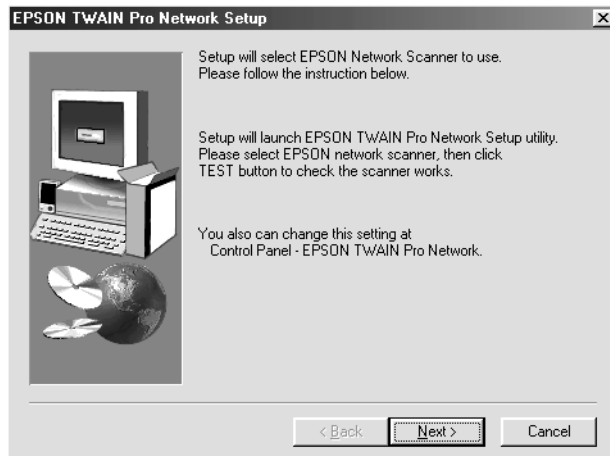 EPSON TWAIN Pro Network Setup
Setup will select EPSON Network Scanner to use.
Please follow the instruction below.
Setup will launch EPSON TWAIN Pro Network Setup utility.
Please select EPSON network scanner, then click
TEST button to check the scanner works.
You also can change this setting at
Control Panel - EPSON TWAIN Pro Network.
< Back Next > Cancel